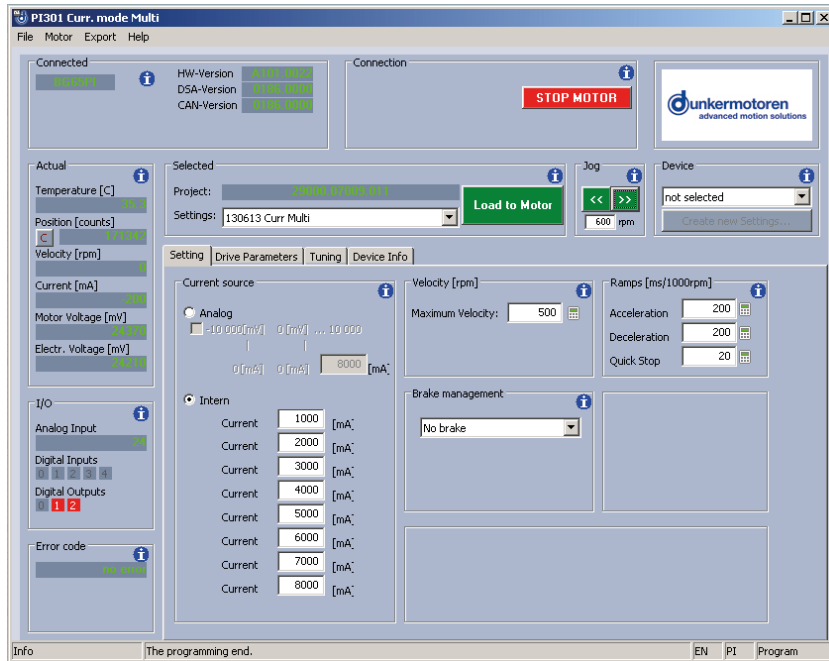 PI301 Curr. mode Multi
File Motor Export Help
Connected
HW-Version
DSA-Version
CAN-Version
Connection
STOP MOTOR
dunkermotoren
advanced motion solutions
Actual
Temperature [C]
Position [counts]
C
Velocity [rpm]
Current [mA]
Motor Voltage [mV]
Electr. Voltage [mV]
Selected
Project:
Settings: 130613 Curr Multi
Load to Motor
Jog
<< >>
600 rpm
Device
not selected
Create new Settings...
Setting Drive Parameters Tuning Device Info
Current source
Analog
-10 000[mV] 0 [mV] ... 10 000
0[mA] 0 [mA] 8000 [mA]
Intern
Current 1000 [mA]
Current 2000 [mA]
Current 3000 [mA]
Current 4000 [mA]
Current 5000 [mA]
Current 6000 [mA]
Current 7000 [mA]
Current 8000 [mA]
Velocity [rpm]
Maximum Velocity: 500
Brake management
No brake
Ramps [ms/1000rpm]
Acceleration 200
Deceleration 200
Quick Stop 20
I/O
Analog Input
24
Digital Inputs
0 1 2 3 4
Digital Outputs
0 1 2
Error code
Info The programming end. EN PI Program